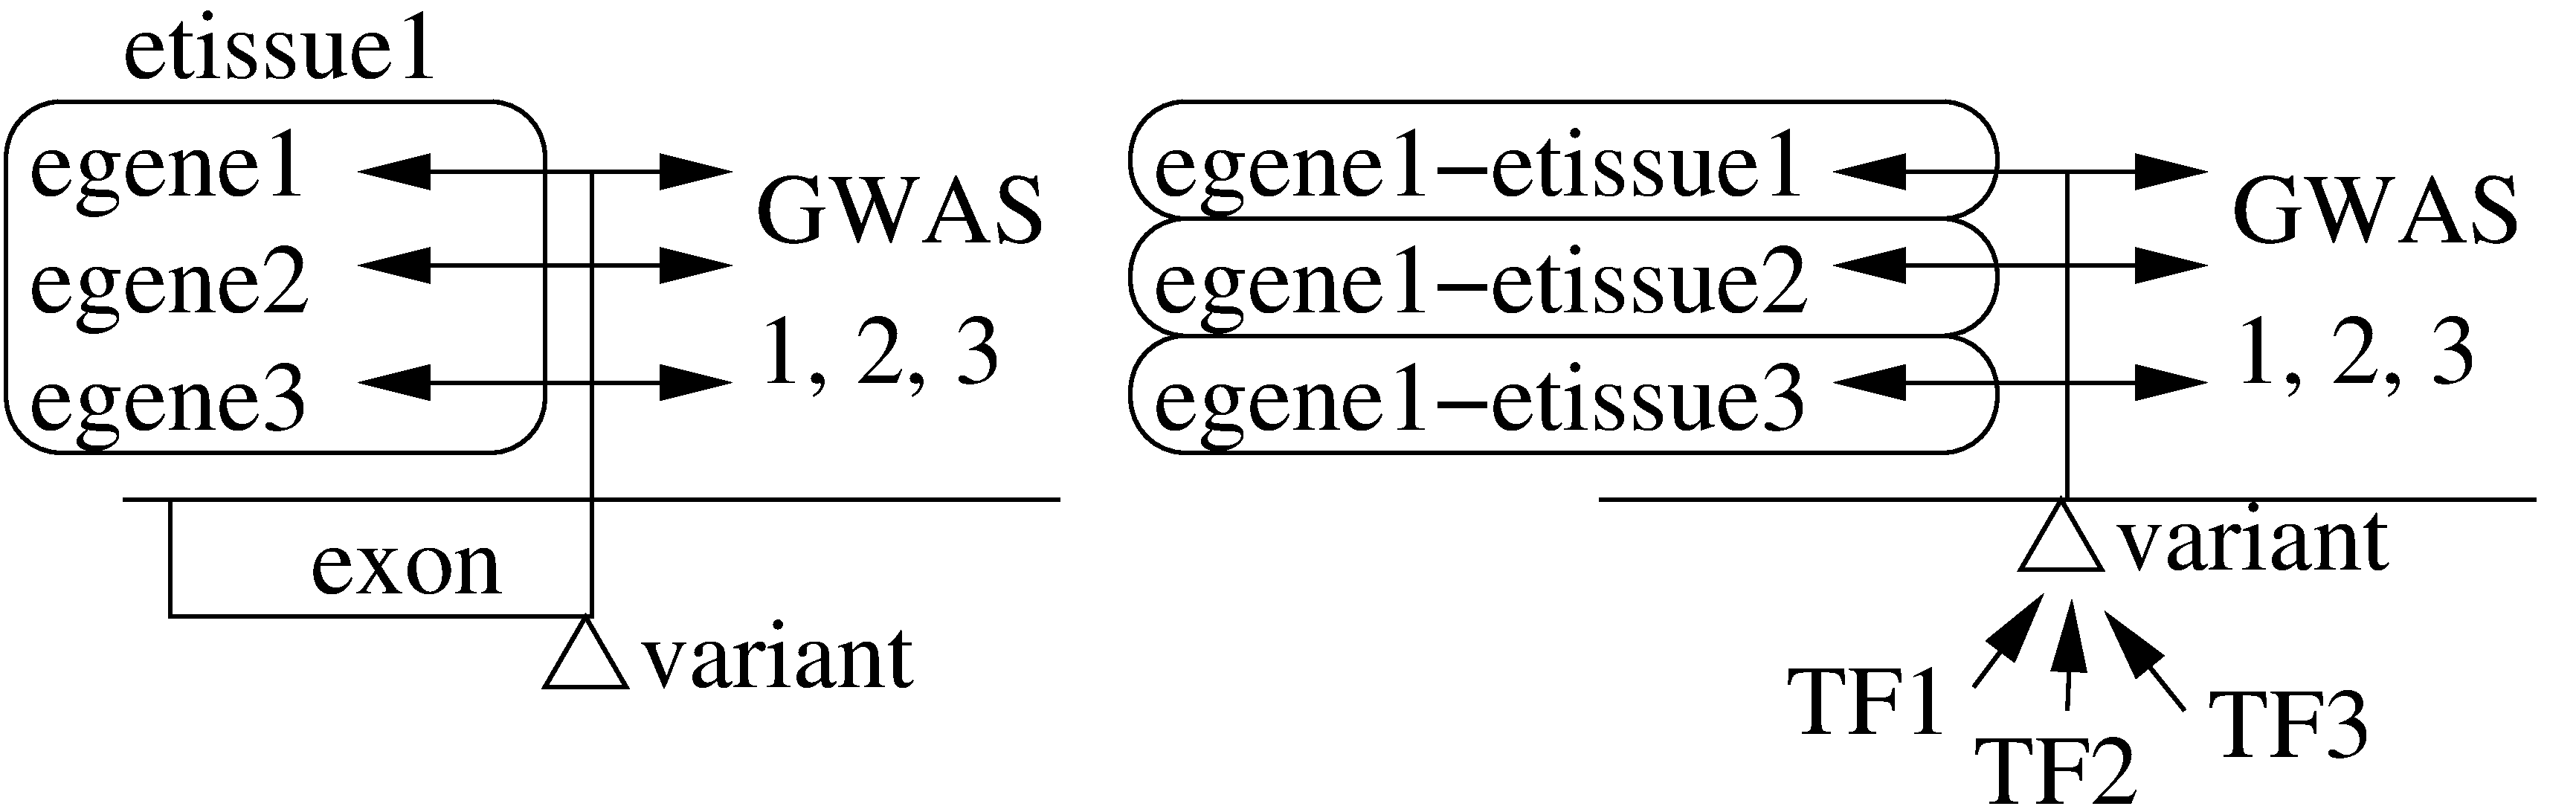 etissue1
egene1
egene2
egene3
GWAS
1, 2, 3
exon
variant
egene1−etissue1
egene1−etissue2
egene1−etissue3
GWAS
1, 2, 3
variant
TF1
TF2
TF3